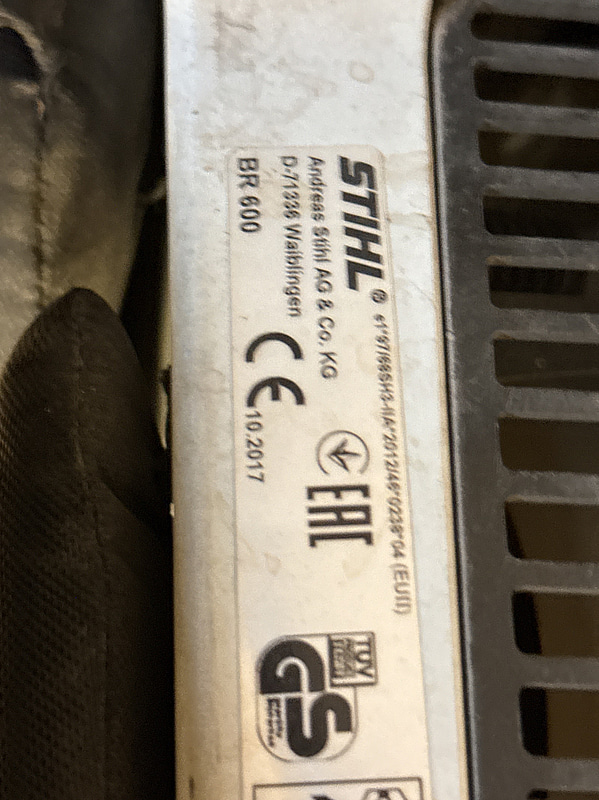 STIHL®
e1*97/68SH3-IIA*2012/46*0238*04 (EUII)
Andreas Stihl AG & Co. KG
D-71336 Waiblingen
BR 600
CE
10.2017
EAC
TÜV
GS